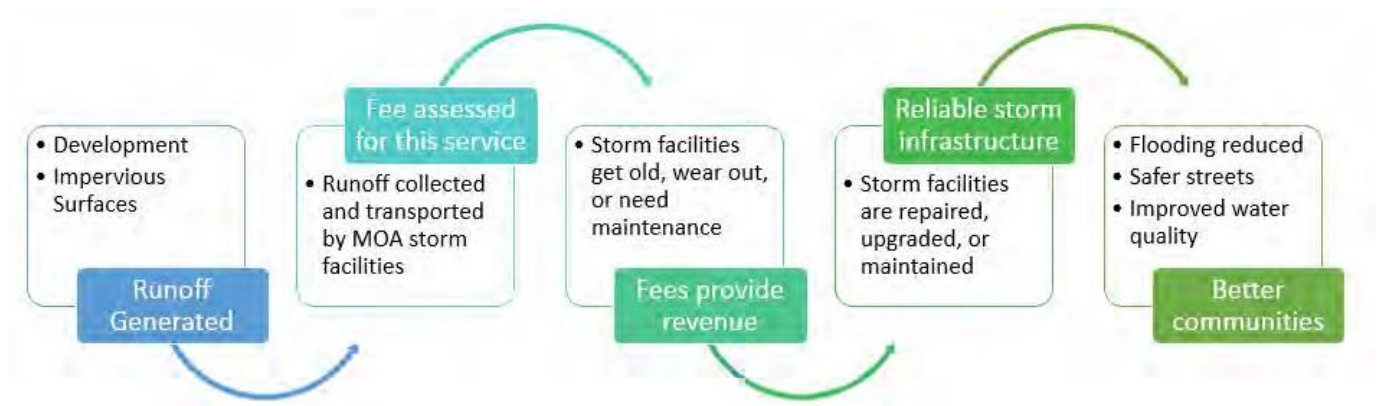 • Development
• Impervious
Surfaces
Runoff
Generated
Fee assessed
for this service
• Runoff collected
and transported
by MOA storm
facilities
• Storm facilities
get old, wear out,
or need
maintenance
Fees provide
revenue
Reliable storm
infrastructure
• Storm facilities
are repaired,
upgraded, or
maintained
• Flooding reduced
• Safer streets
• Improved water
quality
Better
communities